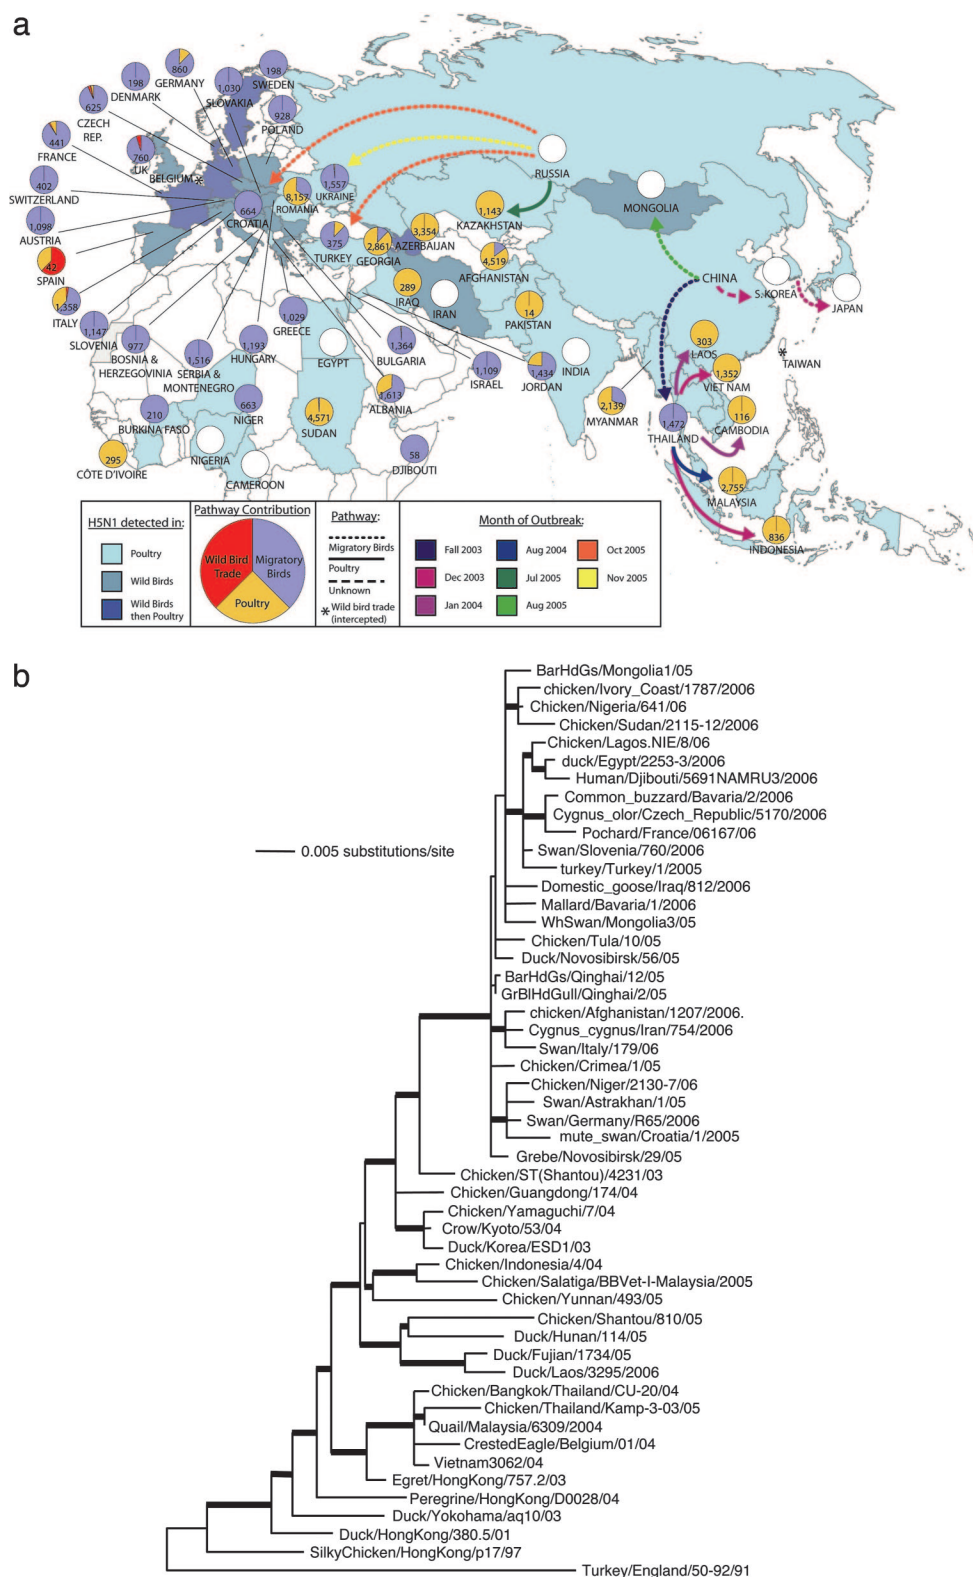 a
198
DENMARK
860
GERMANY
1,030
SLOVAKIA
198
SWEDEN
625
CZECH
REP.
928
POLAND
441
FRANCE
760
UK
BELGIUM*
402
SWITZERLAND
1,098
AUSTRIA
42
SPAIN
1,358
ITALY
1,147
SLOVENIA
977
BOSNIA &
HERZEGOVINIA
1,516
SERBIA &
MONTENEGRO
1,193
HUNGARY
1,029
GREECE
664
CROATIA
8,157
ROMANIA
1,557
UKRAINE
375
TURKEY
2,861
GEORGIA
3,354
AZERBAIJAN
1,143
KAZAKHSTAN
4,519
AFGHANISTAN
289
IRAQ
IRAN
14
PAKISTAN
RUSSIA
MONGOLIA
CHINA
S.KOREA
JAPAN
*
TAIWAN
EGYPT
1,364
BULGARIA
1,613
ALBANIA
1,109
ISRAEL
1,434
JORDAN
INDIA
2,139
MYANMAR
303
LAOS
1,352
VIET NAM
1,472
THAILAND
116
CAMBODIA
2,755
MALAYSIA
836
INDONESIA
210
BURKINA FASO
663
NIGER
4,571
SUDAN
58
DJIBOUTI
295
CÔTE D'IVOIRE
NIGERIA
CAMEROON
H5N1 detected in:
Poultry
Wild Birds
Wild Birds
then Poultry
Pathway Contribution
Wild Bird
Trade
Migratory
Birds
Poultry
Pathway:
Migratory Birds
Poultry
Unknown
* Wild bird trade
(intercepted)
Month of Outbreak:
Fall 2003
Aug 2004
Oct 2005
Dec 2003
Jul 2005
Nov 2005
Jan 2004
Aug 2005
b
0.005 substitutions/site
BarHdGs/Mongolia1/05
chicken/Ivory_Coast/1787/2006
Chicken/Nigeria/641/06
Chicken/Sudan/2115-12/2006
Chicken/Lagos.NIE/8/06
duck/Egypt/2253-3/2006
Human/Djibouti/5691NAMRU3/2006
Common_buzzard/Bavaria/2/2006
Cygnus_olor/Czech_Republic/5170/2006
Pochard/France/06167/06
Swan/Slovenia/760/2006
turkey/Turkey/1/2005
Domestic_goose/Iraq/812/2006
Mallard/Bavaria/1/2006
WhSwan/Mongolia3/05
Chicken/Tula/10/05
Duck/Novosibirsk/56/05
BarHdGs/Qinghai/12/05
GrBlHdGull/Qinghai/2/05
chicken/Afghanistan/1207/2006.
Cygnus_cygnus/Iran/754/2006
Swan/Italy/179/06
Chicken/Crimea/1/05
Chicken/Niger/2130-7/06
Swan/Astrakhan/1/05
Swan/Germany/R65/2006
mute_swan/Croatia/1/2005
Grebe/Novosibirsk/29/05
Chicken/ST(Shantou)/4231/03
Chicken/Guangdong/174/04
Chicken/Yamaguchi/7/04
Crow/Kyoto/53/04
Duck/Korea/ESD1/03
Chicken/Indonesia/4/04
Chicken/Salatiga/BBVet-I-Malaysia/2005
Chicken/Yunnan/493/05
Chicken/Shantou/810/05
Duck/Hunan/114/05
Duck/Fujian/1734/05
Duck/Laos/3295/2006
Chicken/Bangkok/Thailand/CU-20/04
Chicken/Thailand/Kamp-3-03/05
Quail/Malaysia/6309/2004
CrestedEagle/Belgium/01/04
Vietnam3062/04
Egret/HongKong/757.2/03
Peregrine/HongKong/D0028/04
Duck/Yokohama/aq10/03
Duck/HongKong/380.5/01
SilkyChicken/HongKong/p17/97
Turkey/England/50-92/91